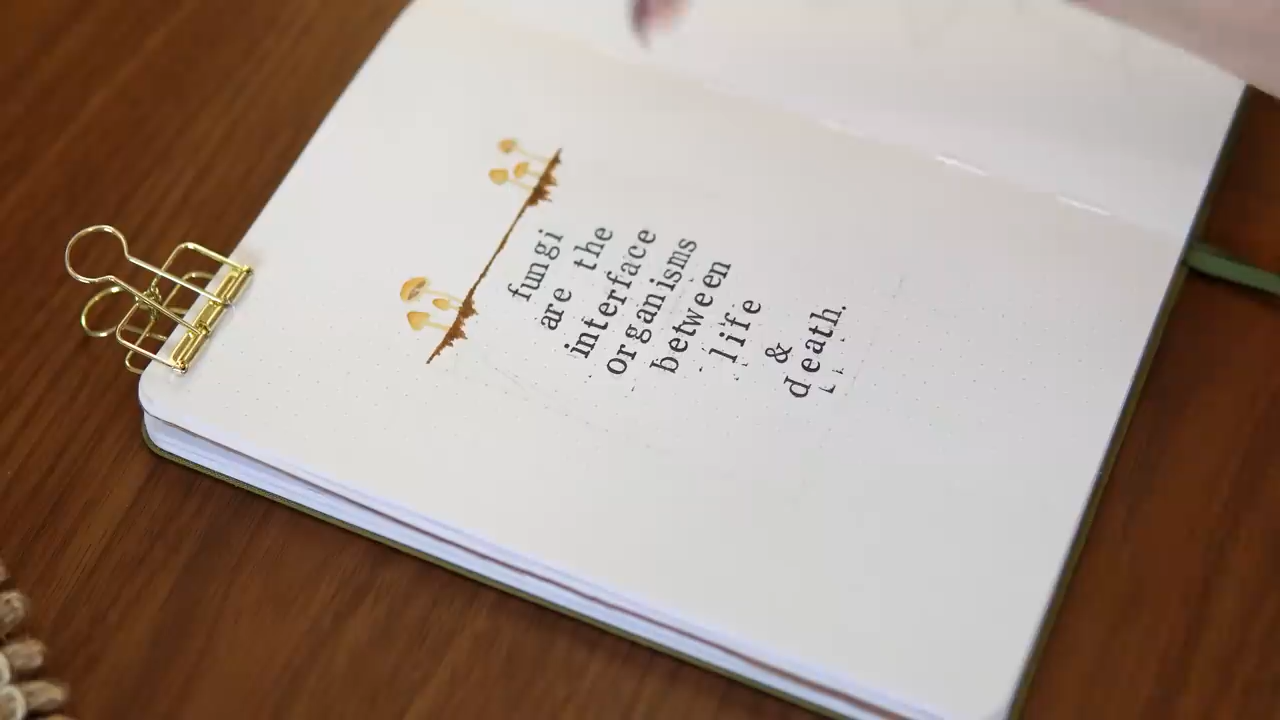 fungi
are the
interface
organisms
between
life
&
death.